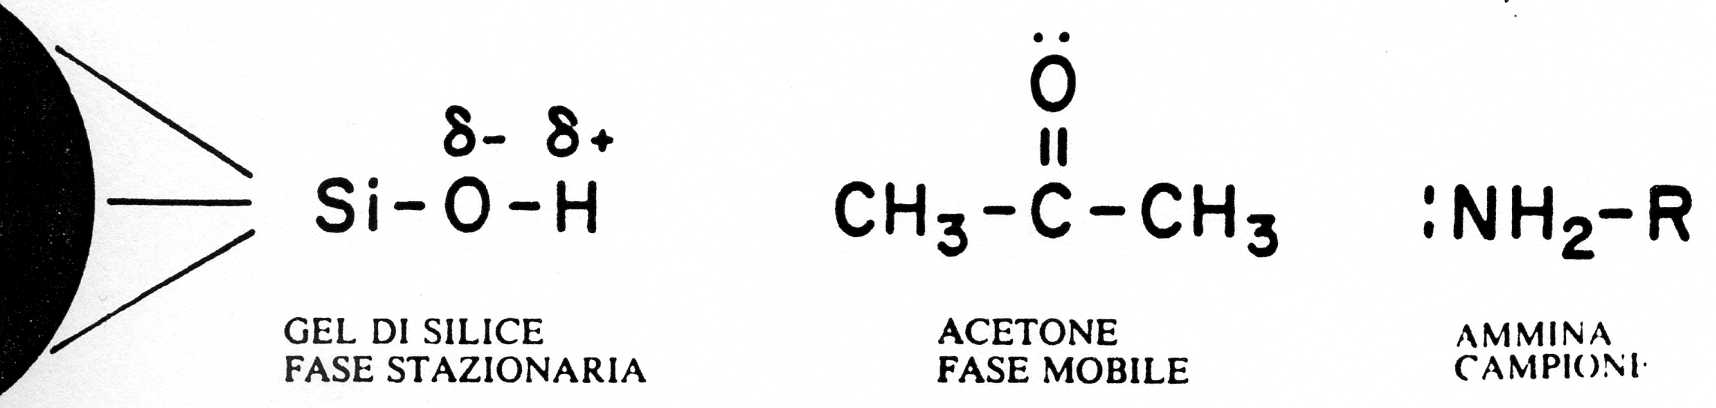 δ- δ+
Si-O-H
Ö
CH3-C-CH3
:NH2-R
GEL DI SILICE
FASE STAZIONARIA
ACETONE
FASE MOBILE
AMMINA
CAMPIONI